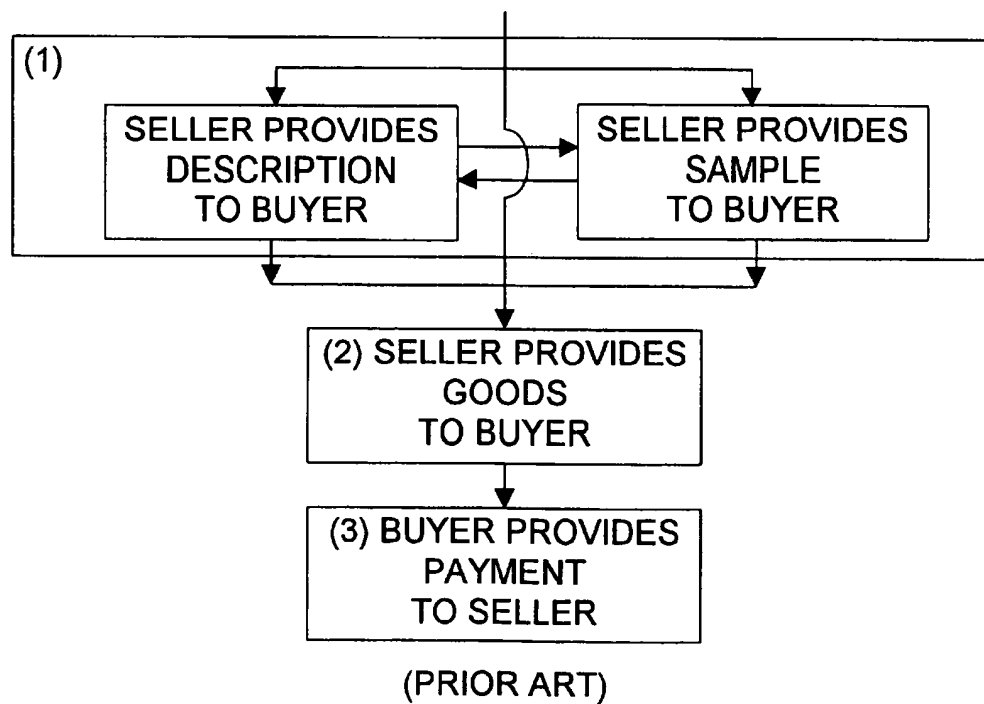 (1)
SELLER PROVIDES
DESCRIPTION
TO BUYER
SELLER PROVIDES
SAMPLE
TO BUYER
(2) SELLER PROVIDES
GOODS
TO BUYER
(3) BUYER PROVIDES
PAYMENT
TO SELLER
(PRIOR ART)